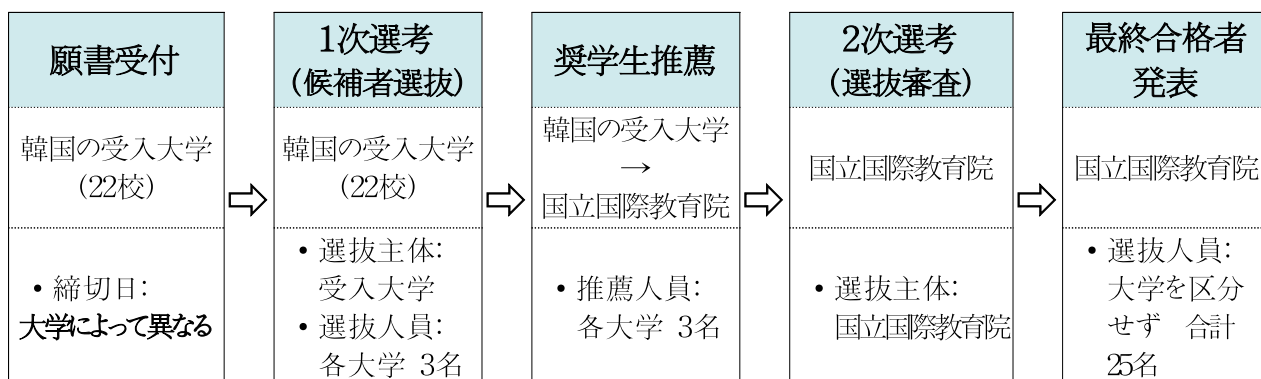 願書受付
韓国の受入大学
(22校)
• 締切日:
大学によって異なる
⇨
1次選考
(候補者選抜)
韓国の受入大学
(22校)
• 選抜主体:
受入大学
• 選抜人員:
各大学 3名
⇨
奨学生推薦
韓国の受入大学
→
国立国際教育院
• 推薦人員:
各大学 3名
⇨
2次選考
(選抜審査)
国立国際教育院
• 選抜主体:
国立国際教育院
⇨
最終合格者
発表
国立国際教育院
• 選抜人員:
大学を区分
せず 合計
25名